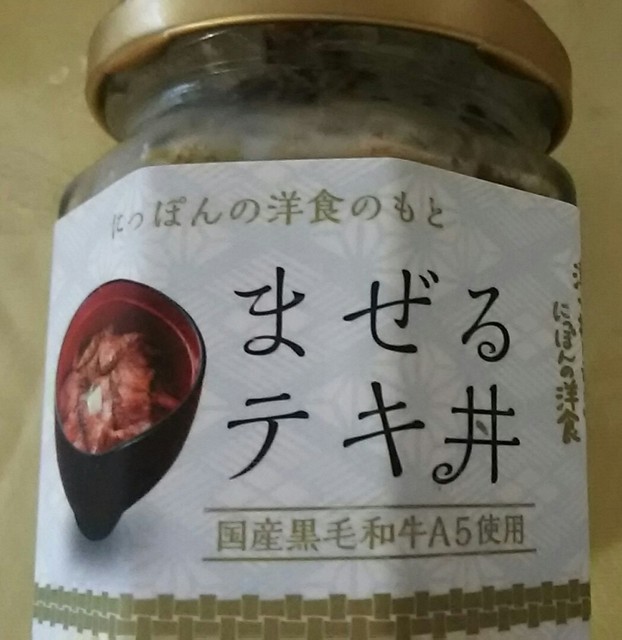 にっぽんの洋食のもと
まぜる
テキ丼
国産黒毛和牛A5使用
にっぽんの洋食